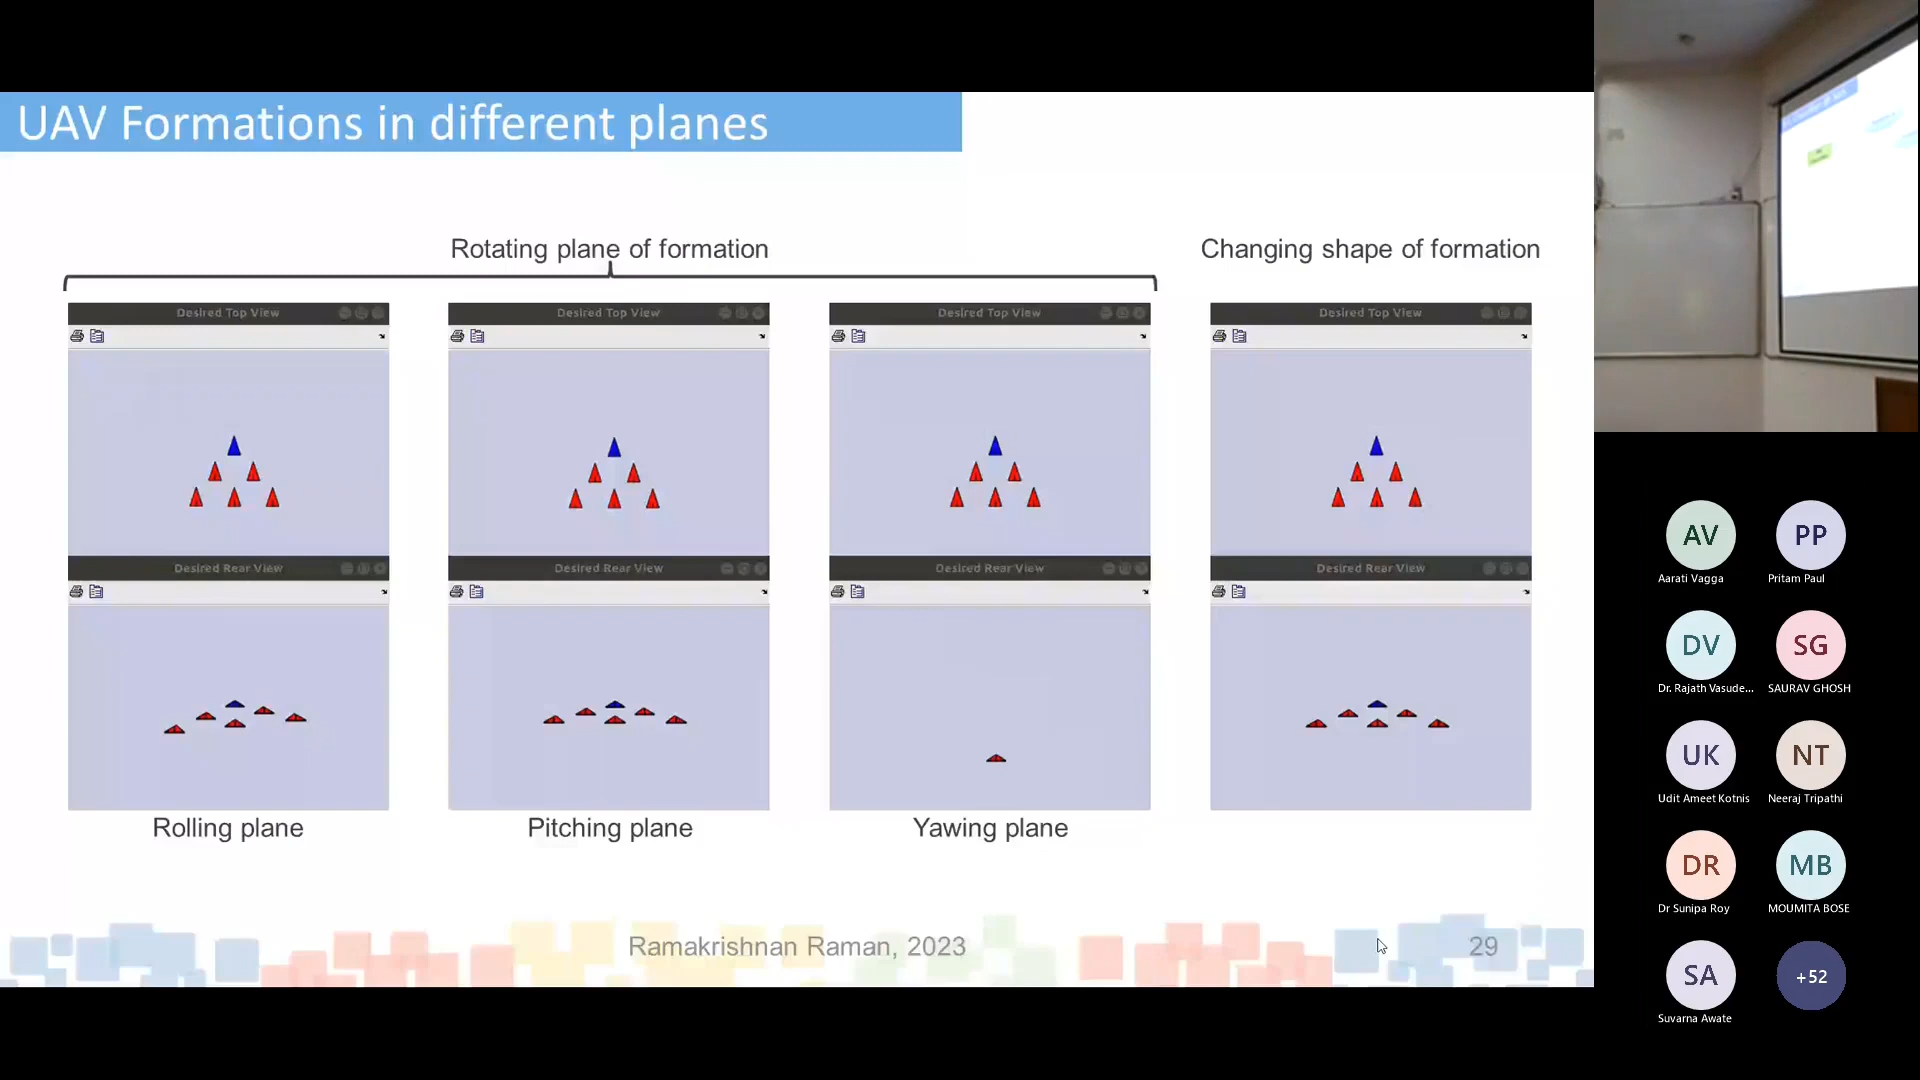 UAV Formations in different planes
Rotating plane of formation
Changing shape of formation
Desired Top View
Desired Top View
Desired Top View
Desired Top View
Desired Rear View
Desired Rear View
Desired Rear View
Desired Rear View
Rolling plane
Pitching plane
Yawing plane
Ramakrishnan Raman, 2023
29
AV
Aarati Vagga
PP
Pritam Paul
DV
Dr. Rajath Vasude...
SG
SAURAV GHOSH
UK
Udit Ameet Kotnis
NT
Neeraj Tripathi
DR
Dr Sunipa Roy
MB
MOUMITA BOSE
SA
Suvarna Awate
+52